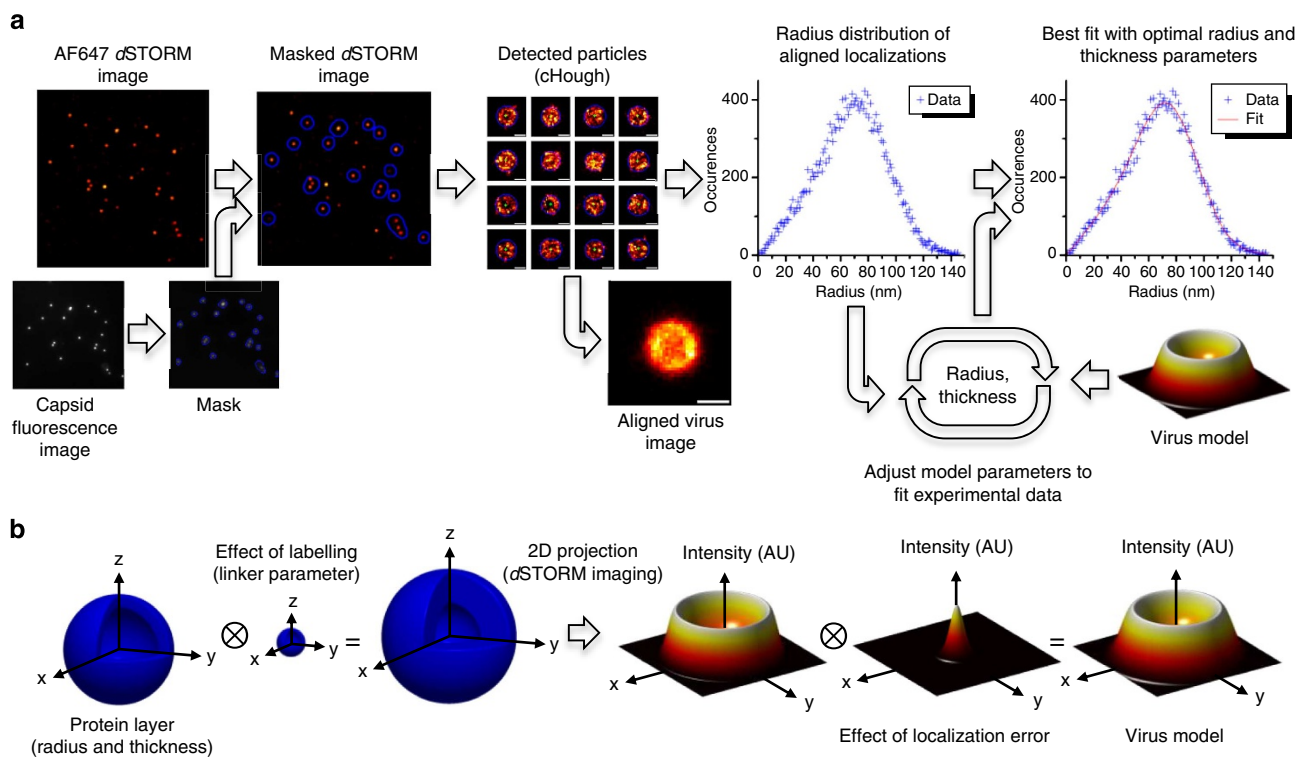 a
AF647 dSTORM
image
Masked dSTORM
image
Detected particles
(cHough)
Radius distribution of
aligned localizations
Best fit with optimal radius and
thickness parameters
400
200
0
Occurences
0 20 40 60 80 100 120 140
Radius (nm)
Data
400
200
0
Occurences
0 20 40 60 80 100 120 140
Radius (nm)
Data
Fit
Capsid
fluorescence
image
Mask
Aligned virus
image
Radius,
thickness
Virus model
Adjust model parameters to
fit experimental data
b
z
y
x
Protein layer
(radius and thickness)
Effect of labelling
(linker parameter)
z
y
x
=
z
y
x
2D projection
(dSTORM imaging)
Intensity (AU)
x
y
Intensity (AU)
x
y
Effect of localization error
=
Intensity (AU)
x
y
Virus model